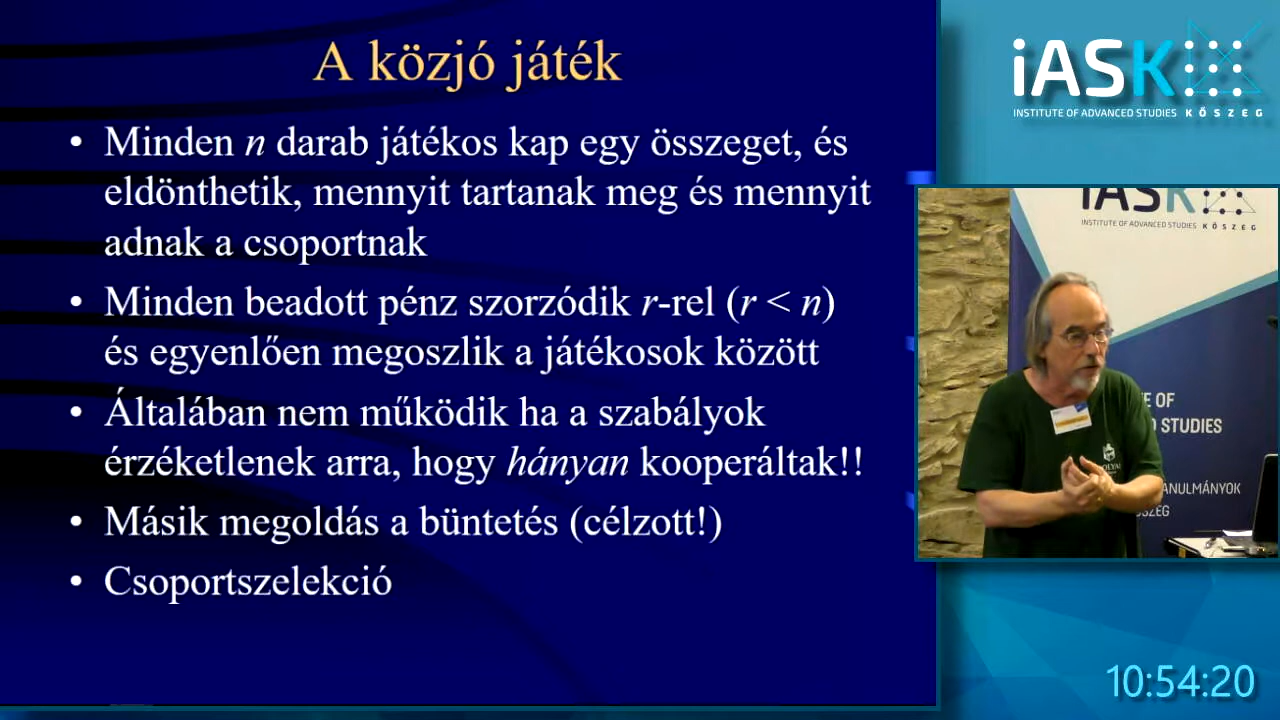 A közjó játék
• Minden n darab játékos kap egy összeget, és
eldönthetik, mennyit tartanak meg és mennyit
adnak a csoportnak
• Minden beadott pénz szorzódik r-rel (r < n)
és egyenlően megoszlik a játékosok között
• Általában nem működik ha a szabályok
érzéketlenek arra, hogy hányan kooperáltak!!
• Másik megoldás a büntetés (célzott!)
• Csoportszelekció
iASK
INSTITUTE OF ADVANCED STUDIES KŐSZEG
iASK
INSTITUTE OF ADVANCED STUDIES KŐSZEG
E OF
D STUDIES
TANULMÁNYOK
SZEG
10:54:20